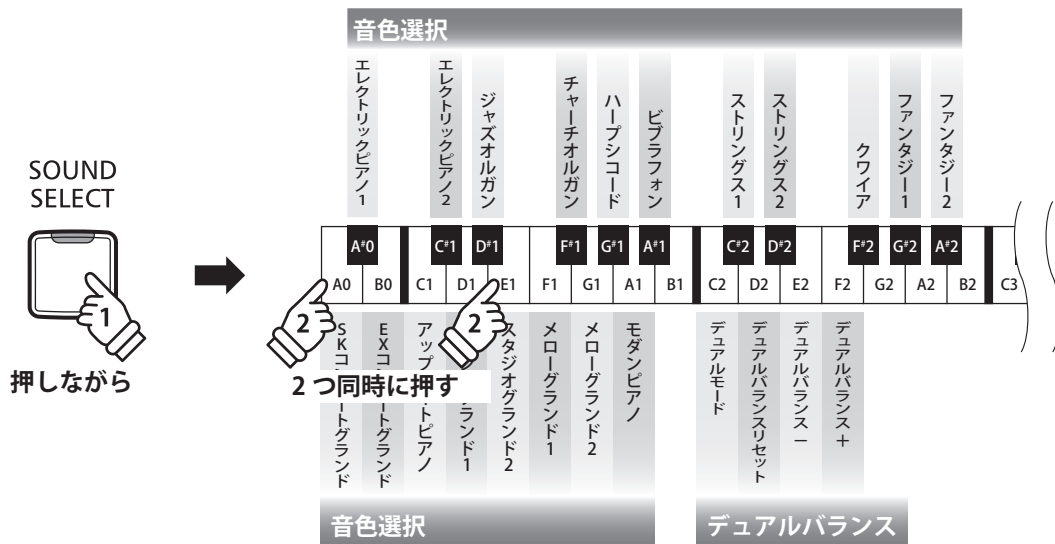 音色選択
エレクトリックピアノ1
エレクトリックピアノ2
ジャズオルガン
チャーチオルガン
ハープシコード
ビブラフォン
ストリングス1
ストリングス2
クワイア
ファンタジー1
ファンタジー2
SOUND
SELECT
1
押しながら
A#0 C#1 D#1 F#1 G#1 A#1 C#2 D#2 F#2 G#2 A#2
A0 B0 C1 D1 E1 F1 G1 A1 B1 C2 D2 E2 F2 G2 A2 B2 C3
2 2
2つ同時に押す
メローグランド1
メローグランド2
モダンピアノ
デュアルモード
デュアルバランスリセット
デュアルバランス−
デュアルバランス+
スタジオグランド2
音色選択
デュアルバランス